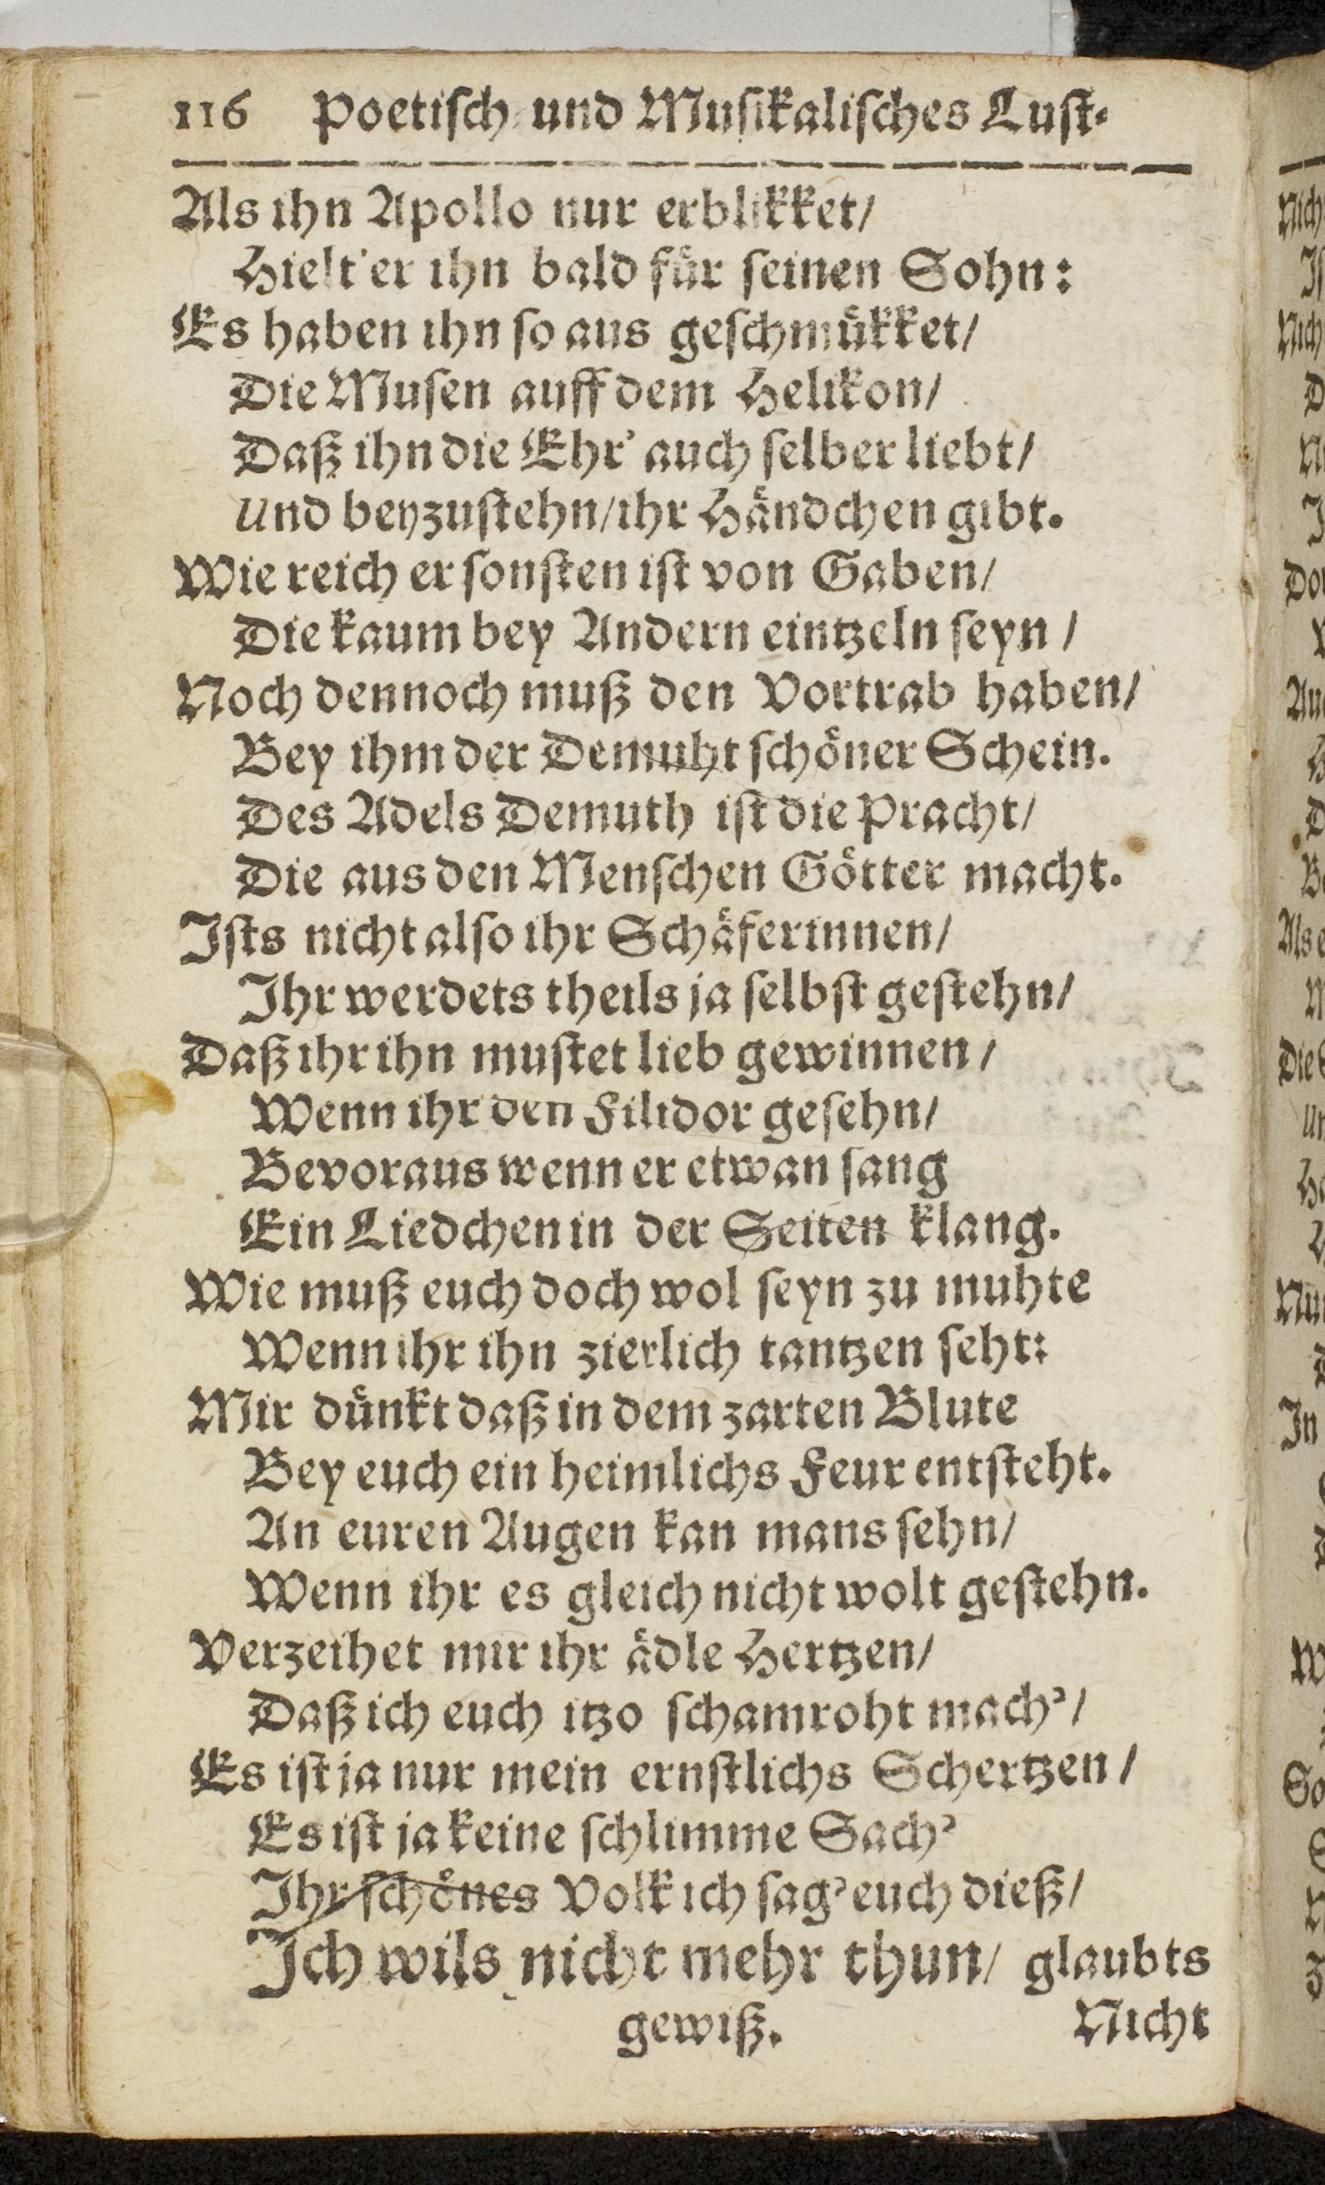 116 Poetisch und Musikalisches Lust-
Als ihn Apollo nur erblikket/
Hielt' er ihn bald für seinen Sohn:
Es haben ihn so aus geschmükket/
Die Musen auff dem Helikon/
Daß ihn die Ehr' auch selber liebt/
Und beyzustehn/ihr Händchen gibt.
Wie reich er sonsten ist von Gaben/
Die kaum bey Andern eintzeln seyn/
Noch dennoch muß den Vortrab haben/
Bey ihm der Demuht schöner Schein.
Des Adels Demuth ist die Pracht/
Die aus den Menschen Götter macht.
Ists nicht also ihr Schäferinnen/
Ihr werdets theils ja selbst gestehn/
Daß ihr ihn mustet lieb gewinnen/
Wenn ihr den Filidor gesehn/
Bevoraus wenn er etwan sang
Ein Liedchen in der Seiten klang.
Wie muß euch doch wol seyn zu muhte
Wenn ihr ihn zierlich tantzen seht:
Mir dünkt daß in dem zarten Blute
Bey euch ein heimlichs Feur entsteht.
An euren Augen kan mans sehn/
Wenn ihr es gleich nicht wolt gestehn.
Verzeihet mir ihr ädle Hertzen/
Daß ich euch itzo schamroht mach'/
Es ist ja nur mein ernstlichs Schertzen/
Es ist ja keine schlimme Sach'
Ihr schönes Volk ich sag' euch dieß/
Ich wils nicht mehr thun/ glaubts
gewiß. Nicht